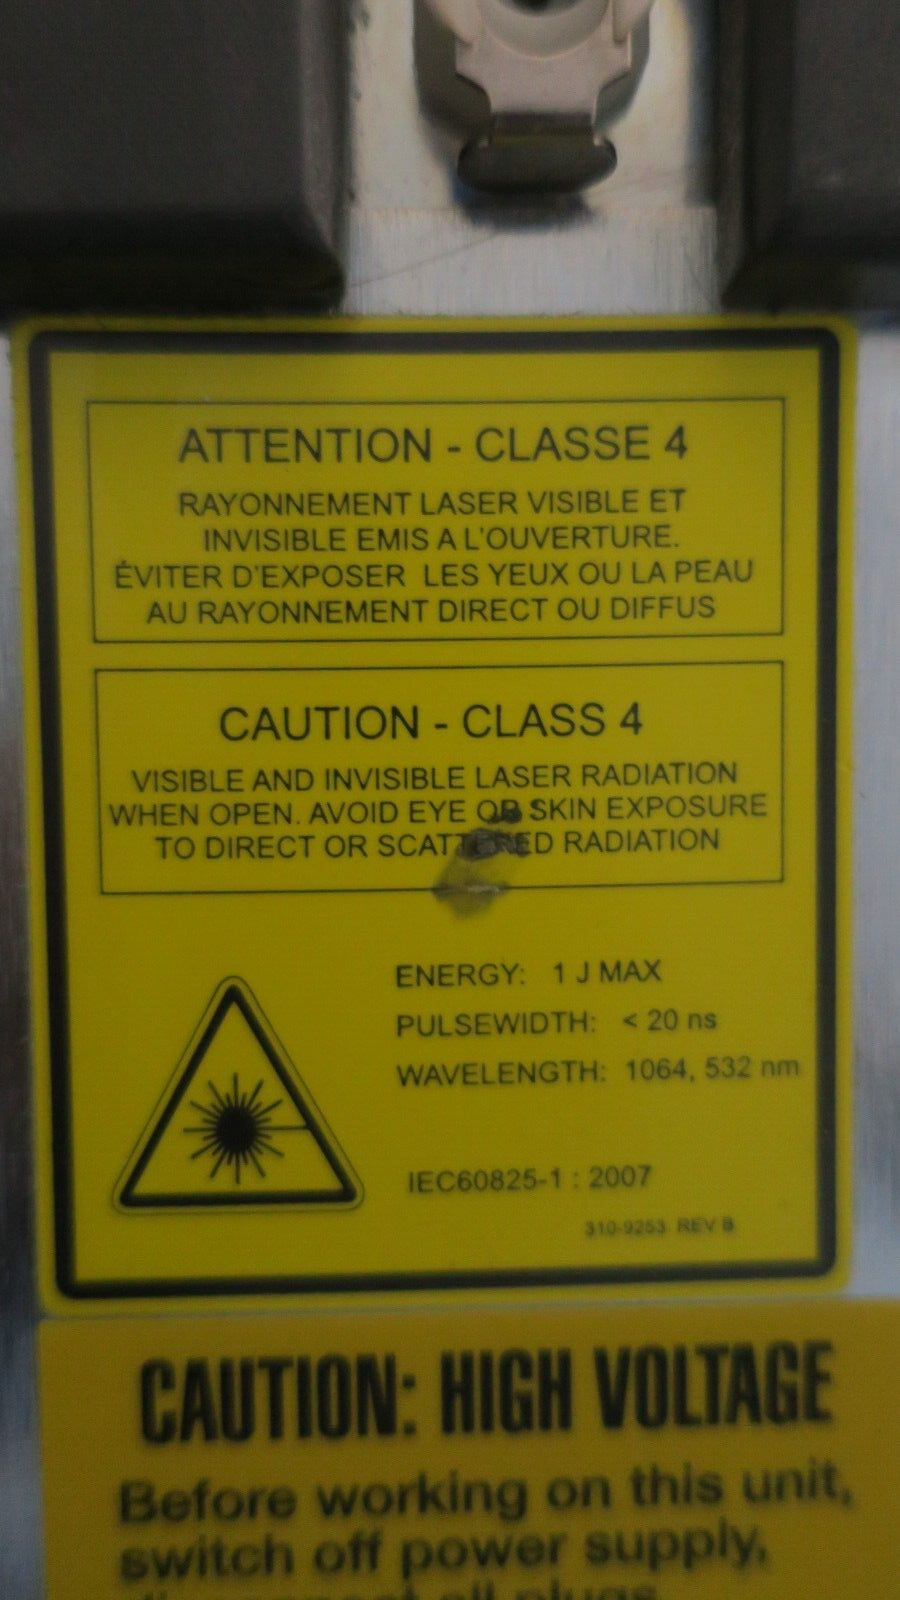 ATTENTION - CLASSE 4
RAYONNEMENT LASER VISIBLE ET
INVISIBLE EMIS A L'OUVERTURE.
ÉVITER D'EXPOSER LES YEUX OU LA PEAU
AU RAYONNEMENT DIRECT OU DIFFUS
CAUTION - CLASS 4
VISIBLE AND INVISIBLE LASER RADIATION
WHEN OPEN. AVOID EYE OR SKIN EXPOSURE
TO DIRECT OR SCATTERED RADIATION
ENERGY: 1 J MAX
PULSEWIDTH: < 20 ns
WAVELENGTH: 1064, 532 nm
IEC60825-1 : 2007
310-9253 REV B
CAUTION: HIGH VOLTAGE
Before working on this unit,
switch off power supply,
disconnect all plugs